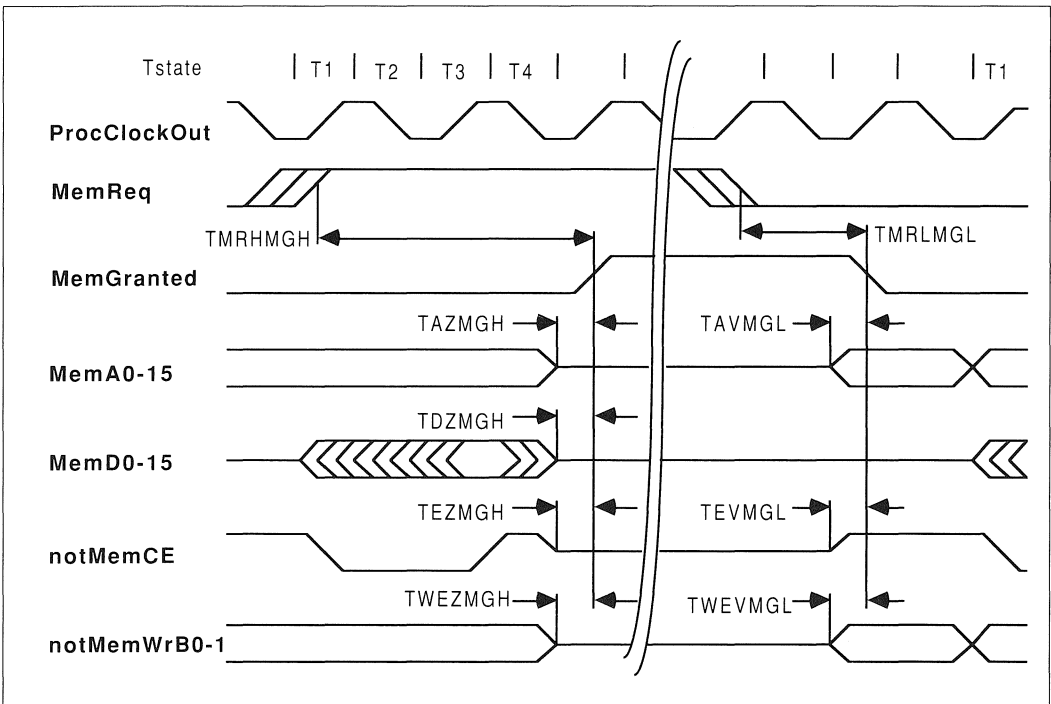 Tstate T1 T2 T3 T4 T1
ProcClockOut
MemReq
TMRHMGH TMRLMGL
MemGranted
TAZMGH TAVMGL
MemA0-15
TDZMGH
MemD0-15
TEZMGH TEVMGL
notMemCE
TWEZMGH TWEVMGL
notMemWrB0-1